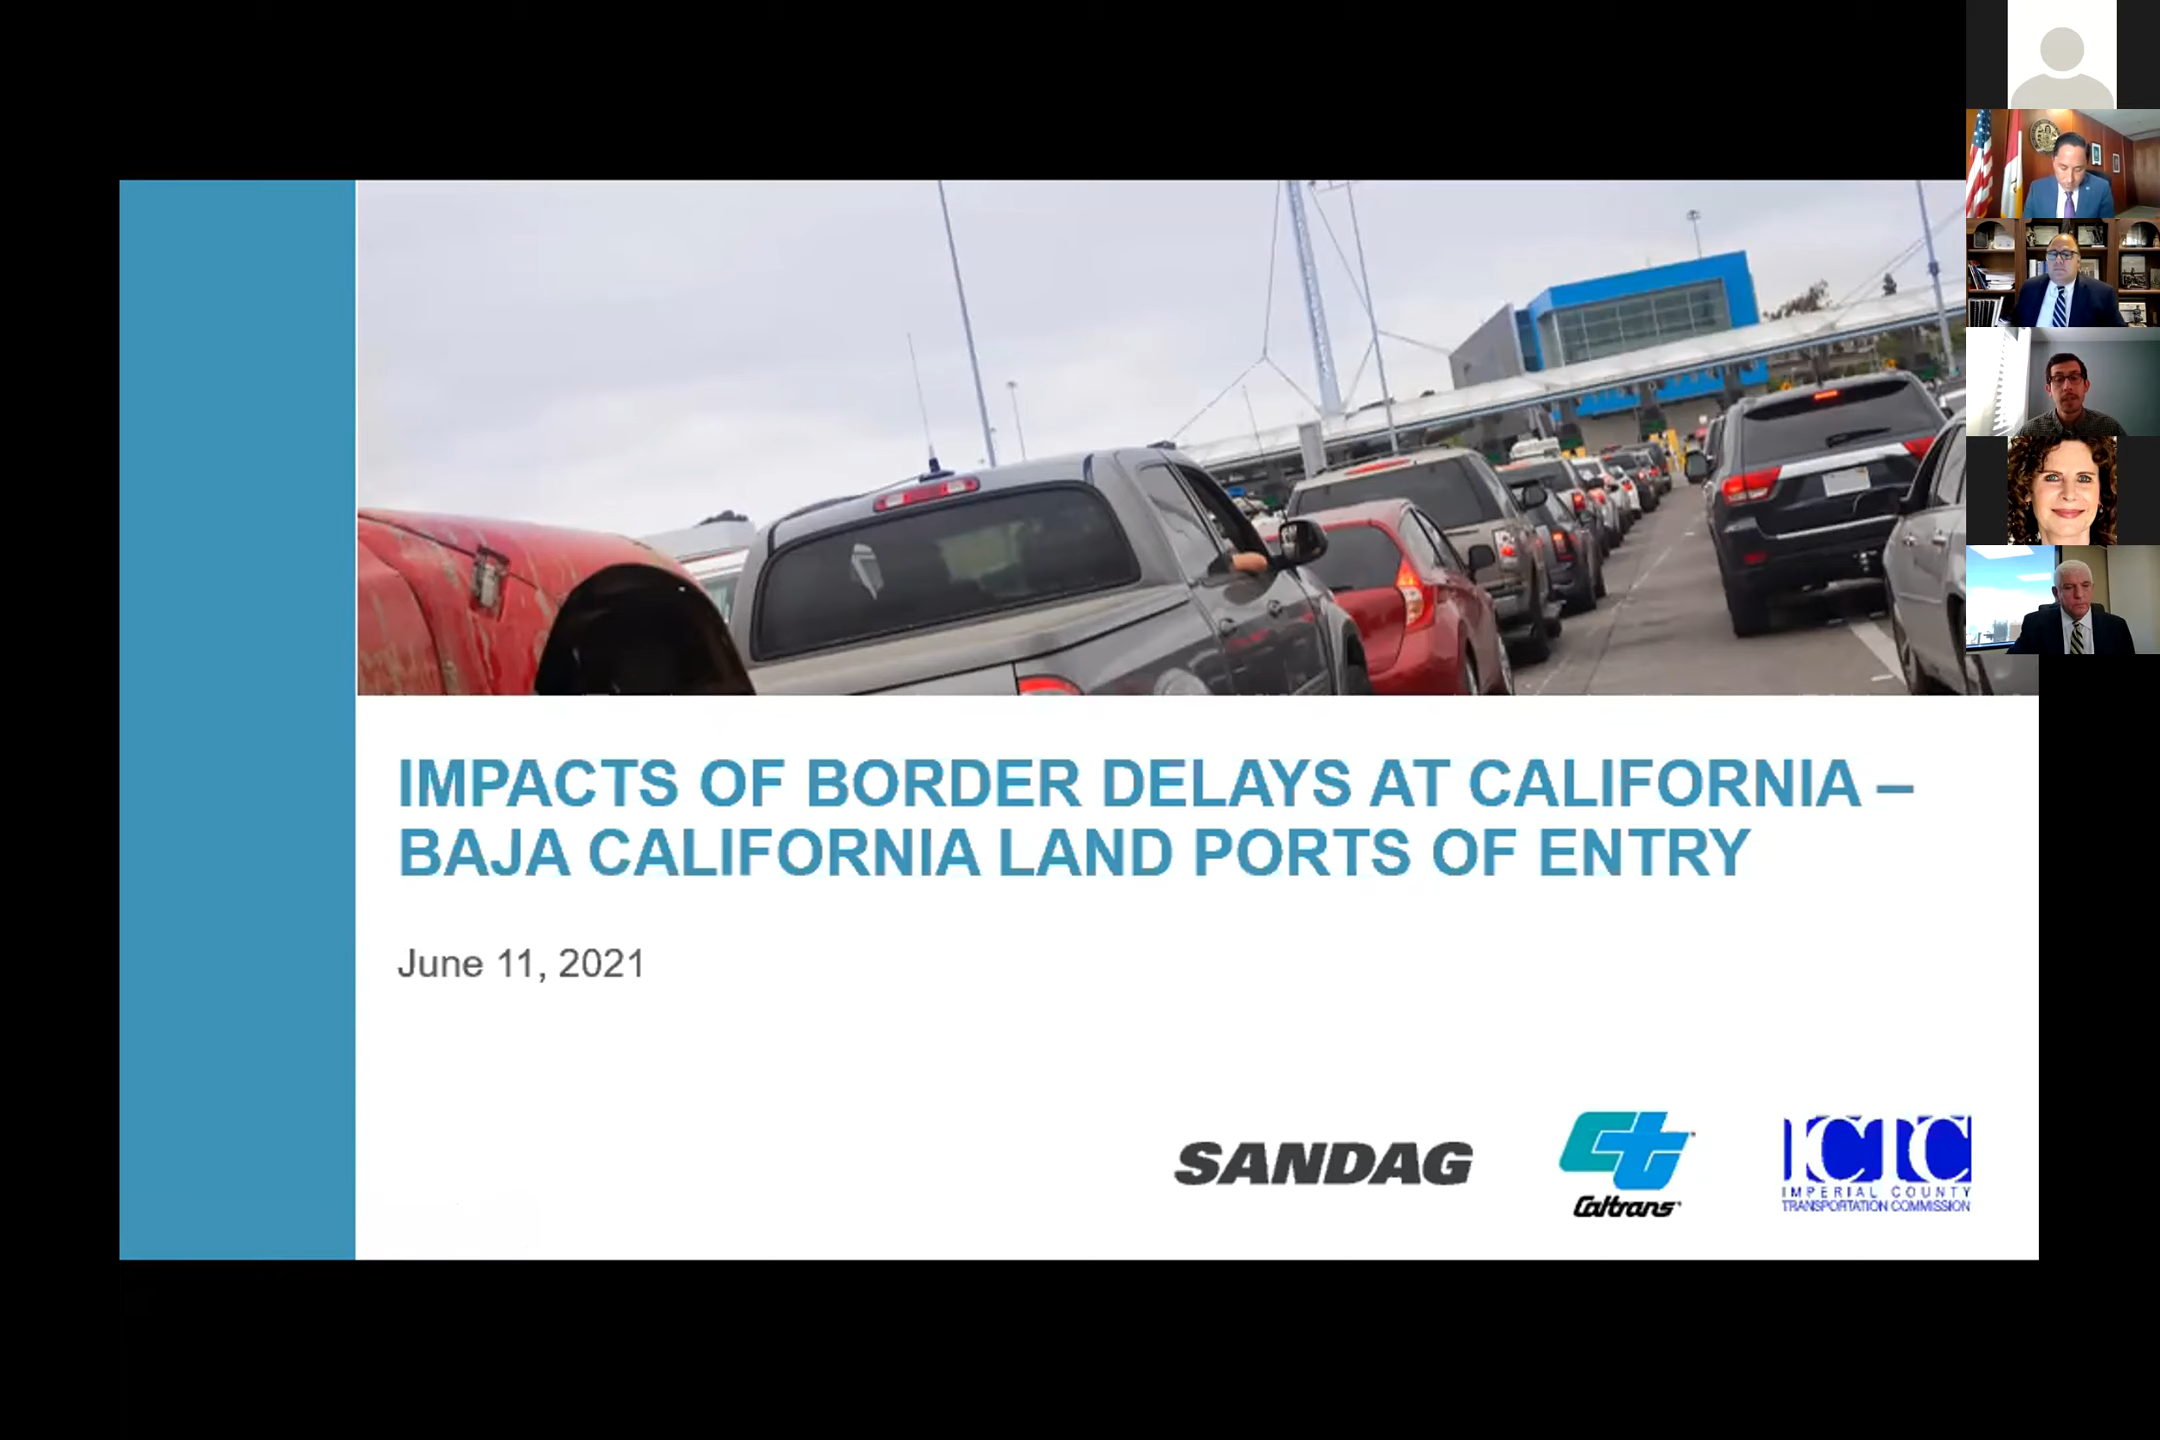 IMPACTS OF BORDER DELAYS AT CALIFORNIA –
BAJA CALIFORNIA LAND PORTS OF ENTRY
June 11, 2021
SANDAG
Ct
Caltrans
ICTC
IMPERIAL COUNTY
TRANSPORTATION COMMISSION